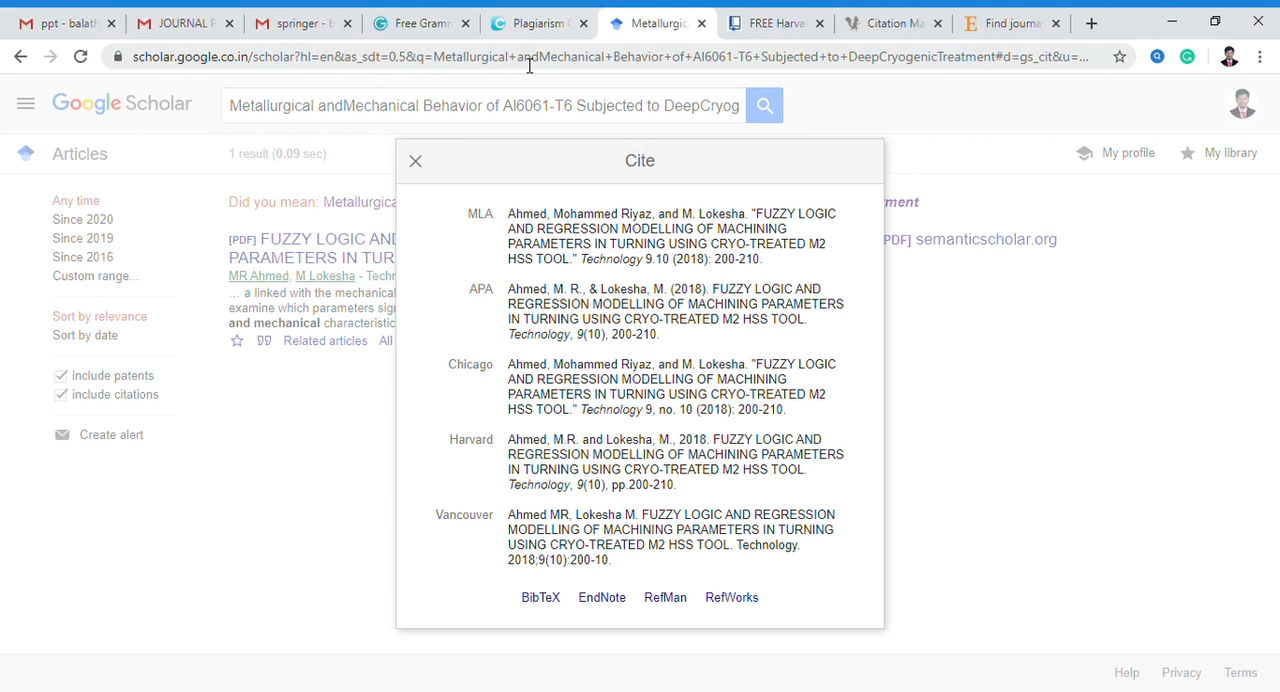 ppt - balath
JOURNAL P
springer - b
Free Gramm
Plagiarism C
Metallurgic
FREE Harva
Citation Ma
Find journa
scholar.google.co.in/scholar?hl=en&as_sdt=0,5&q=Metallurgical+andMechanical+Behavior+of+Al6061-T6+Subjected+to+DeepCryogenicTreatment#d=gs_cit&u=...
Google Scholar
Metallurgical andMechanical Behavior of Al6061-T6 Subjected to DeepCryog
Articles
1 result (0.09 sec)
My profile
My library
Any time
Since 2020
Since 2019
Since 2016
Custom range...
Sort by relevance
Sort by date
include patents
include citations
Create alert
Did you mean: Metallurgica
ment
[PDF] FUZZY LOGIC AND
PARAMETERS IN TUR
MR Ahmed, M Lokesha - Techn
... a linked with the mechanical
examine which parameters sig
and mechanical characteristic
Related articles All
PDF] semanticscholar.org
Cite
MLA Ahmed, Mohammed Riyaz, and M. Lokesha. "FUZZY LOGIC
AND REGRESSION MODELLING OF MACHINING
PARAMETERS IN TURNING USING CRYO-TREATED M2
HSS TOOL." Technology 9.10 (2018): 200-210.
APA Ahmed, M. R., & Lokesha, M. (2018). FUZZY LOGIC AND
REGRESSION MODELLING OF MACHINING PARAMETERS
IN TURNING USING CRYO-TREATED M2 HSS TOOL.
Technology, 9(10), 200-210.
Chicago Ahmed, Mohammed Riyaz, and M. Lokesha. "FUZZY LOGIC
AND REGRESSION MODELLING OF MACHINING
PARAMETERS IN TURNING USING CRYO-TREATED M2
HSS TOOL." Technology 9, no. 10 (2018): 200-210.
Harvard Ahmed, M.R. and Lokesha, M., 2018. FUZZY LOGIC AND
REGRESSION MODELLING OF MACHINING PARAMETERS
IN TURNING USING CRYO-TREATED M2 HSS TOOL.
Technology, 9(10), pp.200-210.
Vancouver Ahmed MR, Lokesha M. FUZZY LOGIC AND REGRESSION
MODELLING OF MACHINING PARAMETERS IN TURNING
USING CRYO-TREATED M2 HSS TOOL. Technology.
2018;9(10):200-10.
BibTeX EndNote RefMan RefWorks
Help Privacy Terms